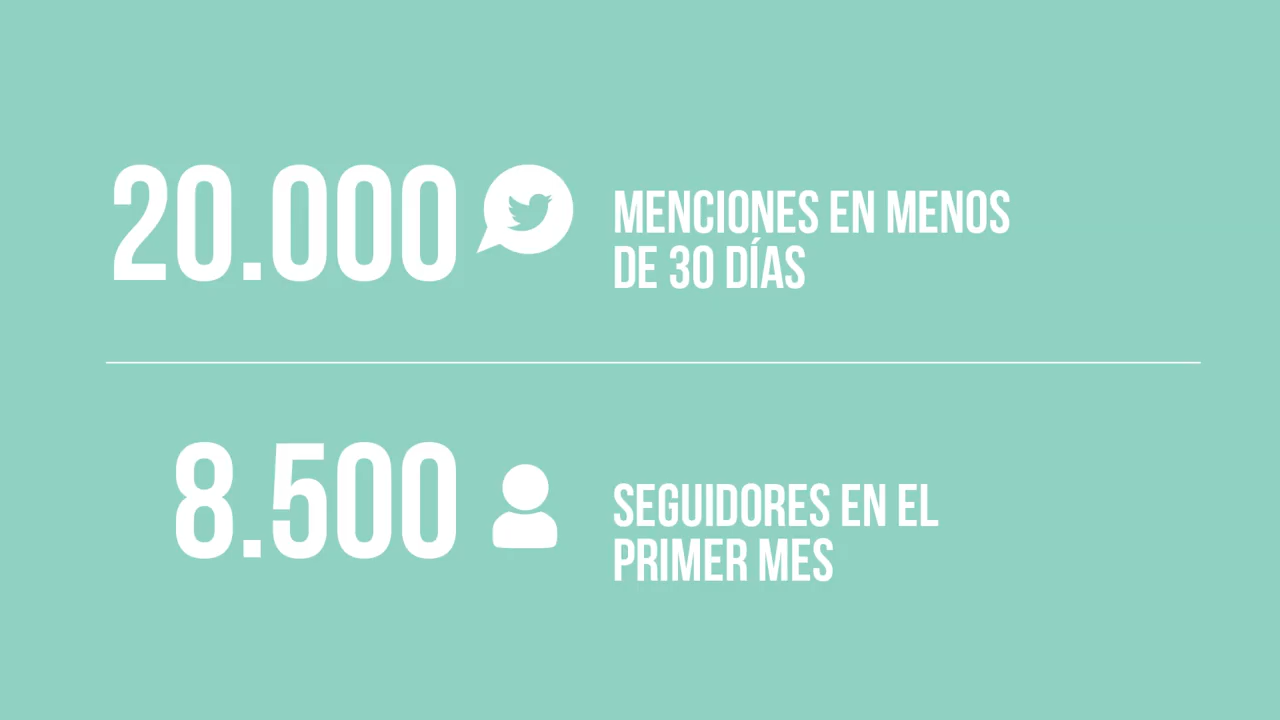 20.000
MENCIONES EN MENOS
DE 30 DÍAS
8.500
SEGUIDORES EN EL
PRIMER MES